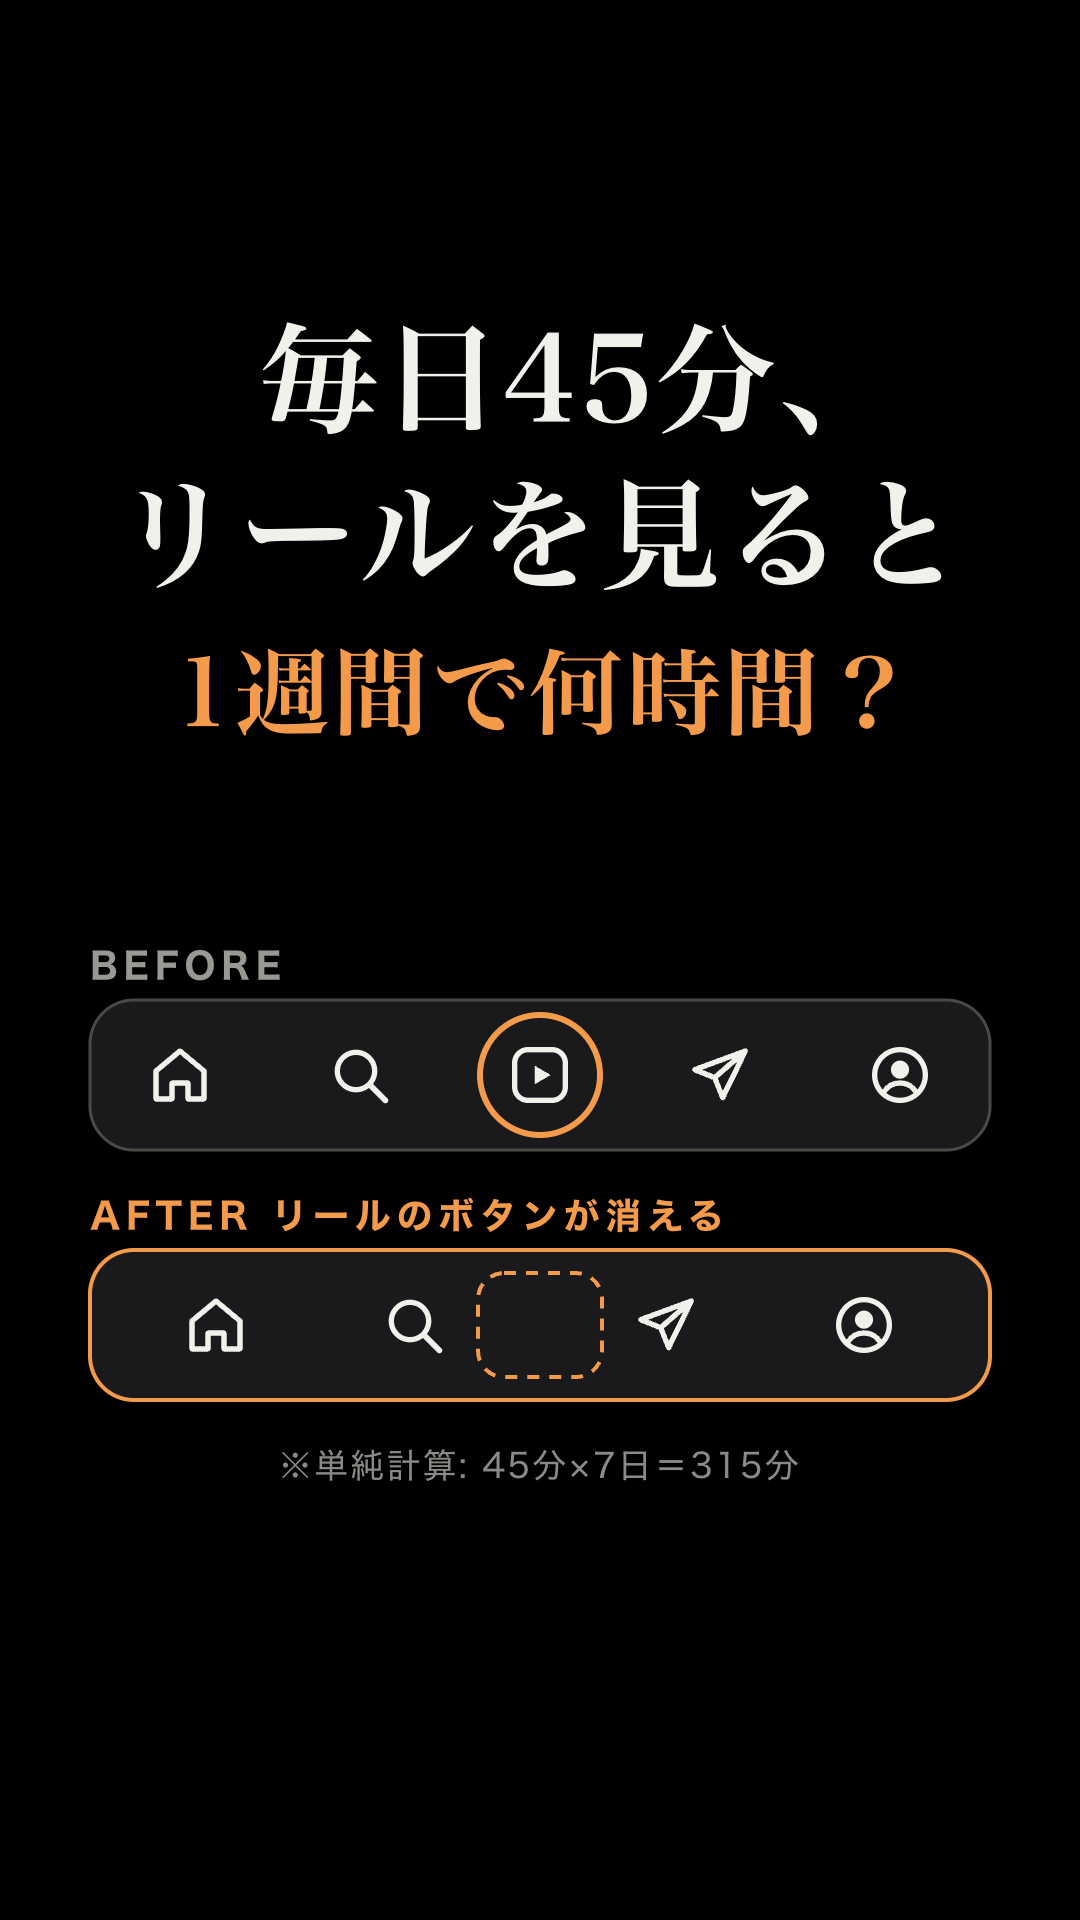 毎日45分、
リールを見ると
1週間で何時間？
BEFORE
AFTER リールのボタンが消える
※単純計算: 45分×7日＝315分